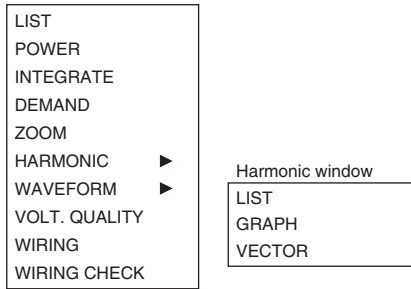 LIST
POWER
INTEGRATE
DEMAND
ZOOM
HARMONIC ▶
WAVEFORM ▶
VOLT. QUALITY
WIRING
WIRING CHECK
Harmonic window
LIST
GRAPH
VECTOR